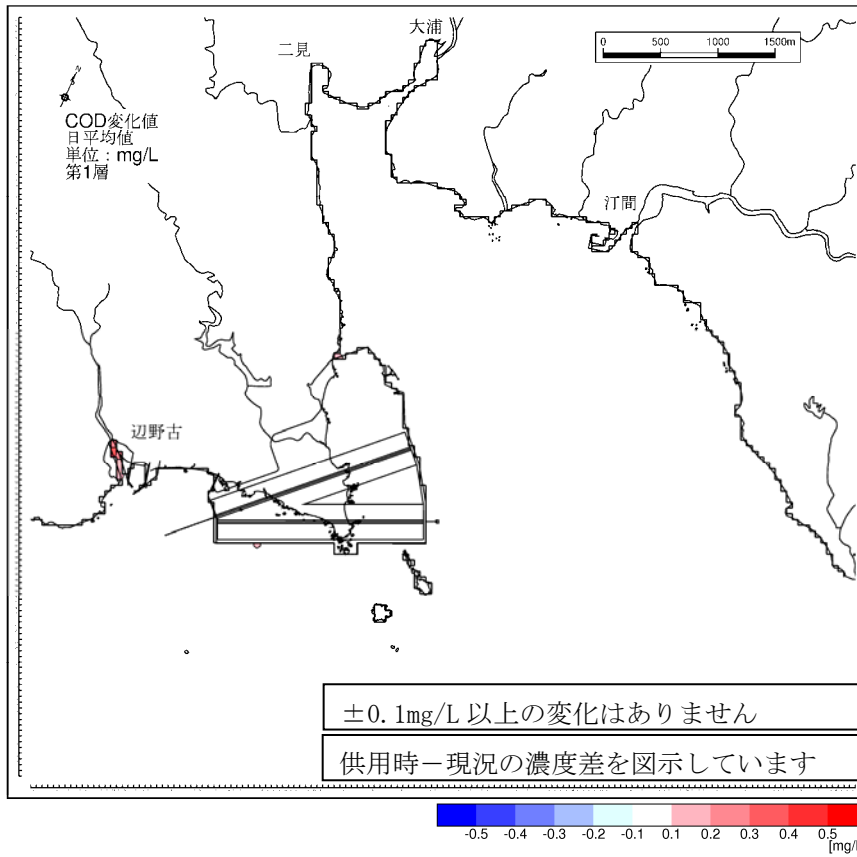 大浦
二見
0 500 1000 1500m
N
COD変化値
日平均値
単位：mg/L
第1層
汀間
辺野古
±0.1mg/L 以上の変化はありません
供用時－現況の濃度差を図示しています
-0.5 -0.4 -0.3 -0.2 -0.1 0.1 0.2 0.3 0.4 0.5
[mg/